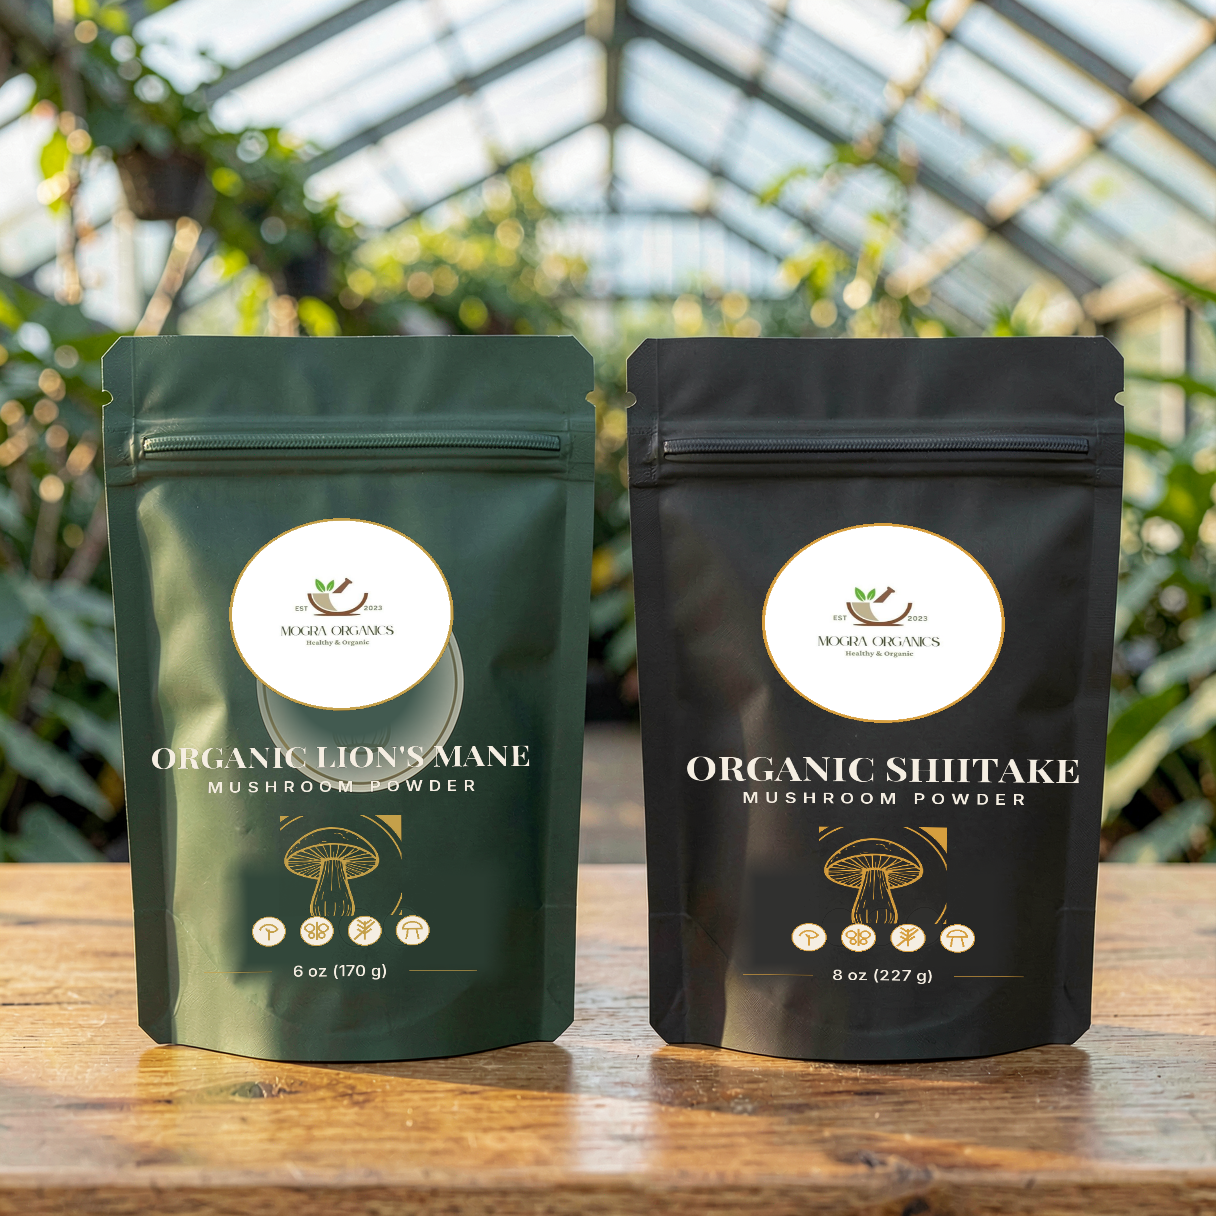 EST 2023
MOGRA ORGANICS
Healthy & Organic
ORGANIC LION'S MANE
MUSHROOM POWDER
6 oz (170 g)
EST 2023
MOGRA ORGANICS
Healthy & Organic
ORGANIC SHIITAKE
MUSHROOM POWDER
8 oz (227 g)